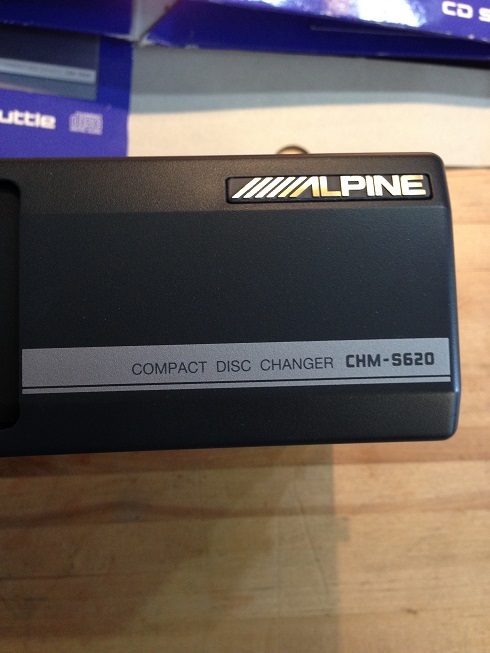 CD S
uttle
ALPINE
COMPACT DISC CHANGER CHM-S620